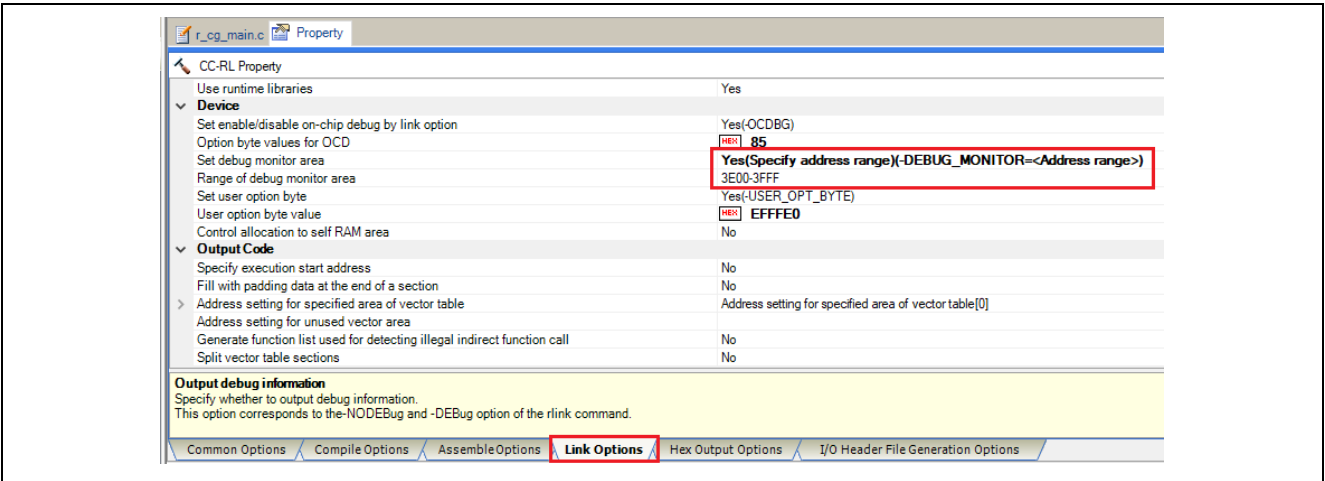 r_cg_main.c Property
CC-RL Property
Use runtime libraries Yes
Device
Set enable/disable on-chip debug by link option Yes(-OCDBG)
Option byte values for OCD HEX 85
Set debug monitor area Yes(Specify address range)(-DEBUG_MONITOR=<Address range>)
Range of debug monitor area 3E00-3FFF
Set user option byte Yes(-USER_OPT_BYTE)
User option byte value HEX EFFFE0
Control allocation to self RAM area No
Output Code
Specify execution start address No
Fill with padding data at the end of a section No
Address setting for specified area of vector table Address setting for specified area of vector table[0]
Address setting for unused vector area
Generate function list used for detecting illegal indirect function call No
Split vector table sections No
Output debug information
Specify whether to output debug information.
This option corresponds to the-NODEBug and -DEBug option of the rlink command.
Common Options Compile Options Assemble Options Link Options Hex Output Options I/O Header File Generation Options